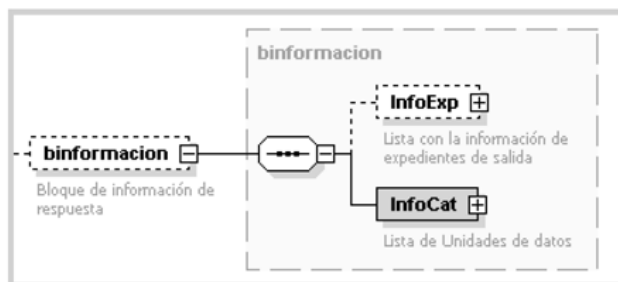 binformacion
InfoExp
Lista con la información de
expedientes de salida
binformacion
Bloque de información de
respuesta
InfoCat
Lista de Unidades de datos